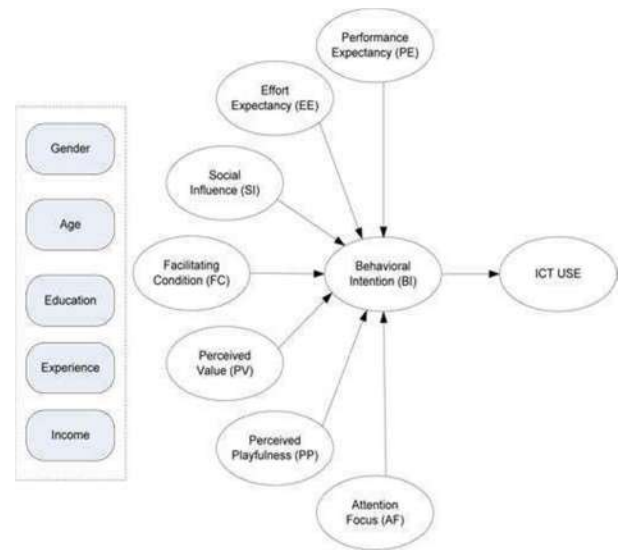 Performance
Expectancy (PE)
Effort
Expectancy (EE)
Gender
Social
Influence (SI)
Age
Facilitating
Condition (FC)
Behavioral
Intention (BI)
ICT USE
Education
Perceived
Value (PV)
Experience
Income
Perceived
Playfulness (PP)
Attention
Focus (AF)